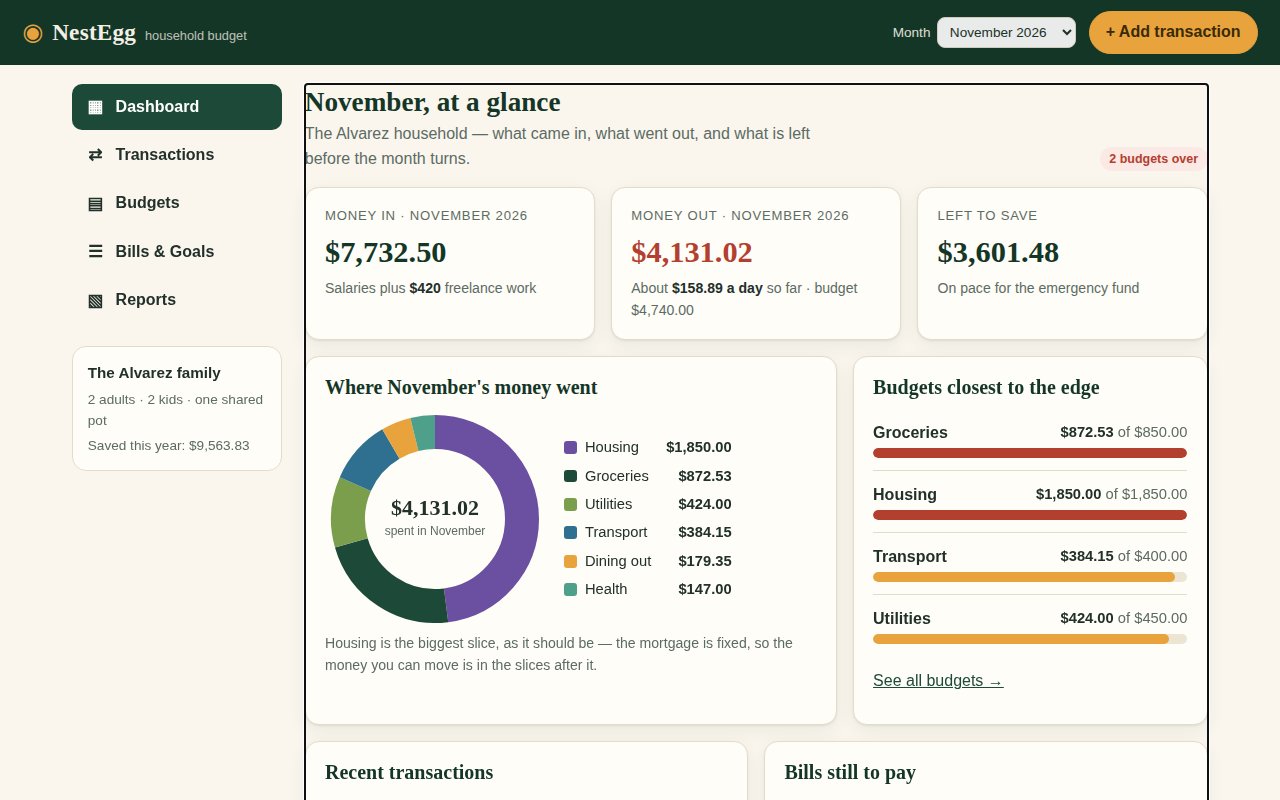 NestEgg household budget
Month November 2026 + Add transaction
Dashboard
Transactions
Budgets
Bills & Goals
Reports
The Alvarez family
2 adults · 2 kids · one shared
pot
Saved this year: $9,563.83
November, at a glance
The Alvarez household — what came in, what went out, and what is left
before the month turns.
2 budgets over
MONEY IN · NOVEMBER 2026
$7,732.50
Salaries plus $420 freelance work
MONEY OUT · NOVEMBER 2026
$4,131.02
About $158.89 a day so far · budget
$4,740.00
LEFT TO SAVE
$3,601.48
On pace for the emergency fund
Where November's money went
$4,131.02
spent in November
Housing $1,850.00
Groceries $872.53
Utilities $424.00
Transport $384.15
Dining out $179.35
Health $147.00
Housing is the biggest slice, as it should be — the mortgage is fixed, so the
money you can move is in the slices after it.
Budgets closest to the edge
Groceries $872.53 of $850.00
Housing $1,850.00 of $1,850.00
Transport $384.15 of $400.00
Utilities $424.00 of $450.00
See all budgets →
Recent transactions
Bills still to pay